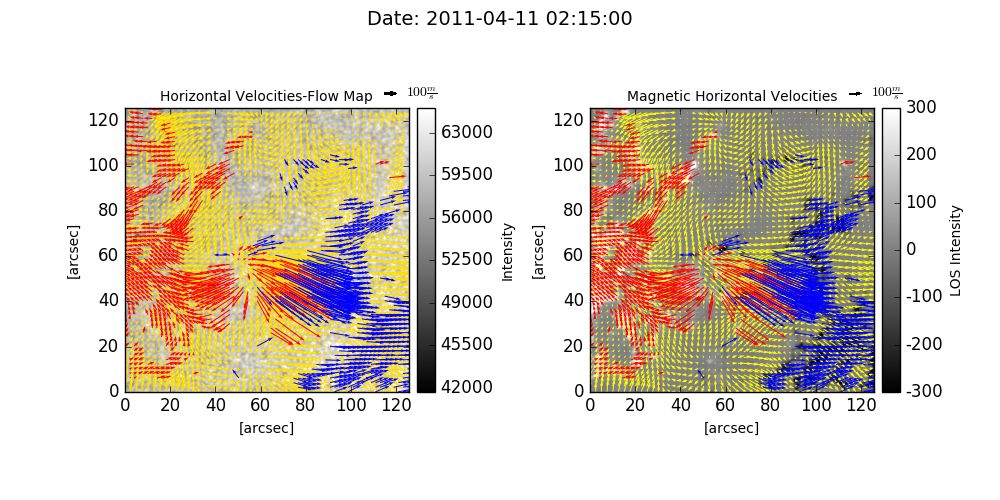 Date: 2011-04-11 02:15:00
Horizontal Velocities-Flow Map
100 m/s
120
100
80
60
40
20
0
0 20 40 60 80 100 120
[arcsec]
[arcsec]
63000
59500
56000
52500
49000
45500
42000
Intensity
Magnetic Horizontal Velocities
100 m/s
120
100
80
60
40
20
0
0 20 40 60 80 100 120
[arcsec]
[arcsec]
300
200
100
0
-100
-200
-300
LOS Intensity